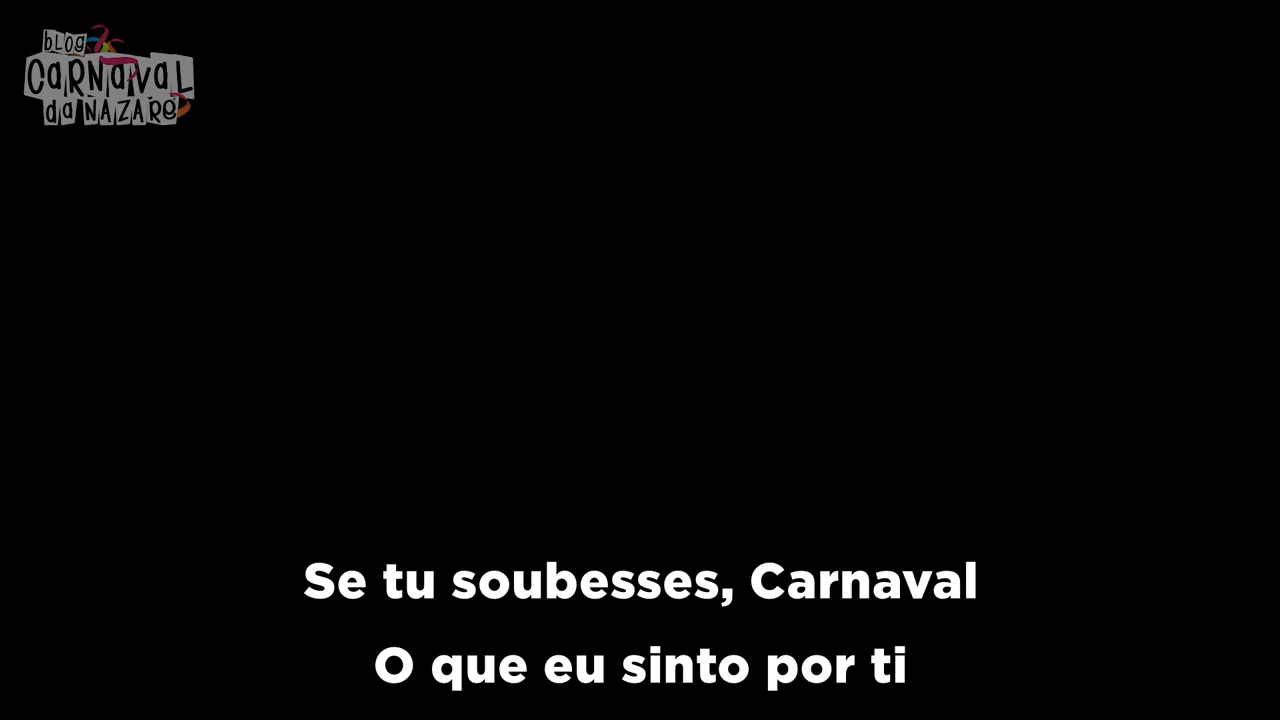 BLOG
CARNAVAL
da NAZARÉ
Se tu soubesses, Carnaval
O que eu sinto por ti